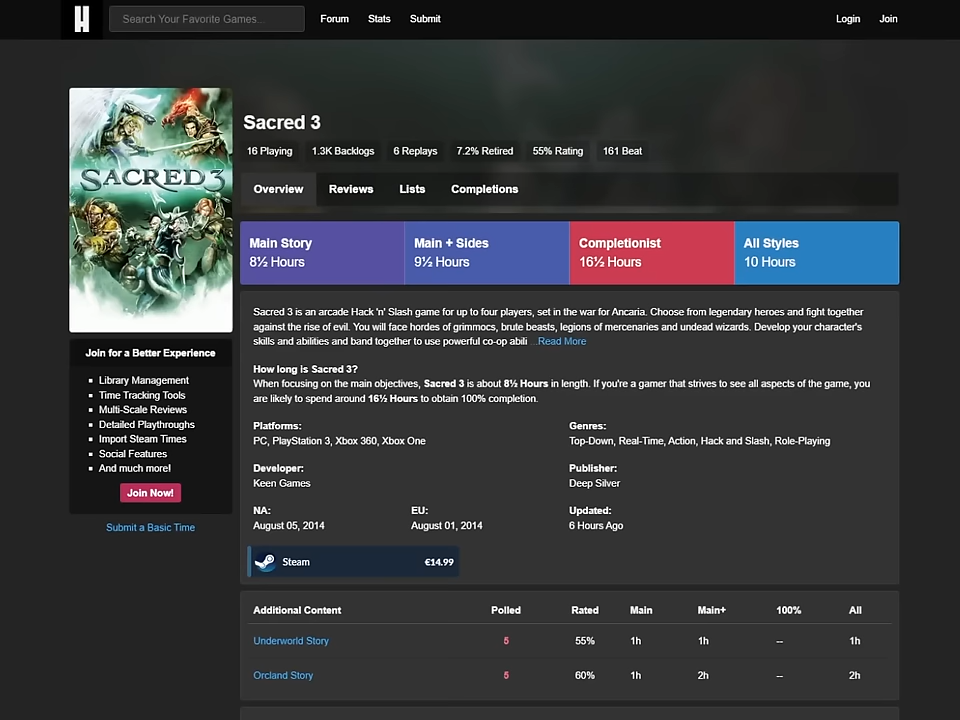 H
Search Your Favorite Games...
Forum
Stats
Submit
Login
Join
SACRED 3
Sacred 3
16 Playing
1.3K Backlogs
6 Replays
7.2% Retired
55% Rating
161 Beat
Overview
Reviews
Lists
Completions
Main Story
8½ Hours
Main + Sides
9½ Hours
Completionist
16½ Hours
All Styles
10 Hours
Sacred 3 is an arcade Hack 'n' Slash game for up to four players, set in the war for Ancaria. Choose from legendary heroes and fight together
against the rise of evil. You will face hordes of grimmocs, brute beasts, legions of mercenaries and undead wizards. Develop your character's
skills and abilities and band together to use powerful co-op abili ...Read More
How long is Sacred 3?
When focusing on the main objectives, Sacred 3 is about 8½ Hours in length. If you're a gamer that strives to see all aspects of the game, you
are likely to spend around 16½ Hours to obtain 100% completion.
Platforms:
PC, PlayStation 3, Xbox 360, Xbox One
Genres:
Top-Down, Real-Time, Action, Hack and Slash, Role-Playing
Developer:
Keen Games
Publisher:
Deep Silver
NA:
August 05, 2014
EU:
August 01, 2014
Updated:
6 Hours Ago
Steam €14.99
Join for a Better Experience
Library Management
Time Tracking Tools
Multi-Scale Reviews
Detailed Playthroughs
Import Steam Times
Social Features
And much more!
Join Now!
Submit a Basic Time
Additional Content Polled Rated Main Main+ 100% All
Underworld Story 5 55% 1h 1h -- 1h
Orcland Story 5 60% 1h 2h -- 2h